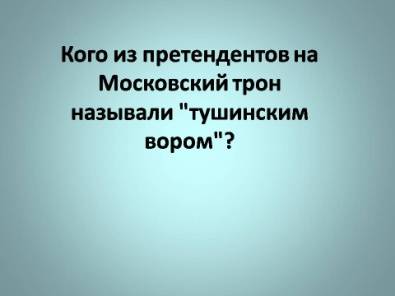 Кого из претендентов на
Московский трон
называли "тушинским
вором"?